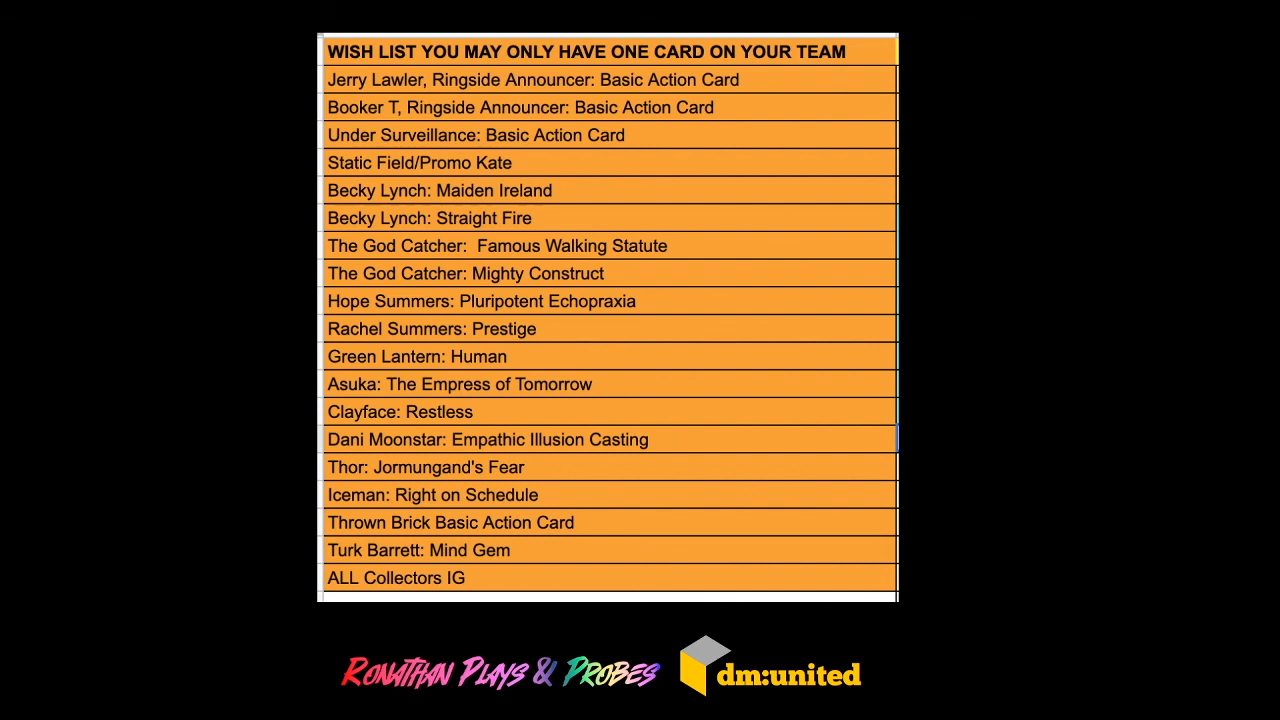 WISH LIST YOU MAY ONLY HAVE ONE CARD ON YOUR TEAM
Jerry Lawler, Ringside Announcer: Basic Action Card
Booker T, Ringside Announcer: Basic Action Card
Under Surveillance: Basic Action Card
Static Field/Promo Kate
Becky Lynch: Maiden Ireland
Becky Lynch: Straight Fire
The God Catcher:  Famous Walking Statute
The God Catcher: Mighty Construct
Hope Summers: Pluripotent Echopraxia
Rachel Summers: Prestige
Green Lantern: Human
Asuka: The Empress of Tomorrow
Clayface: Restless
Dani Moonstar: Empathic Illusion Casting
Thor: Jormungand's Fear
Iceman: Right on Schedule
Thrown Brick Basic Action Card
Turk Barrett: Mind Gem
ALL Collectors IG
RONATHAN PLAYS & PROBES
dm:united